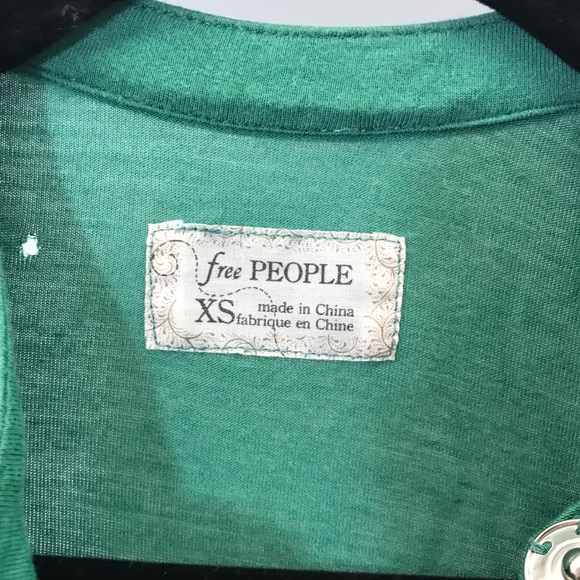 free PEOPLE
XS made in China
fabrique en Chine